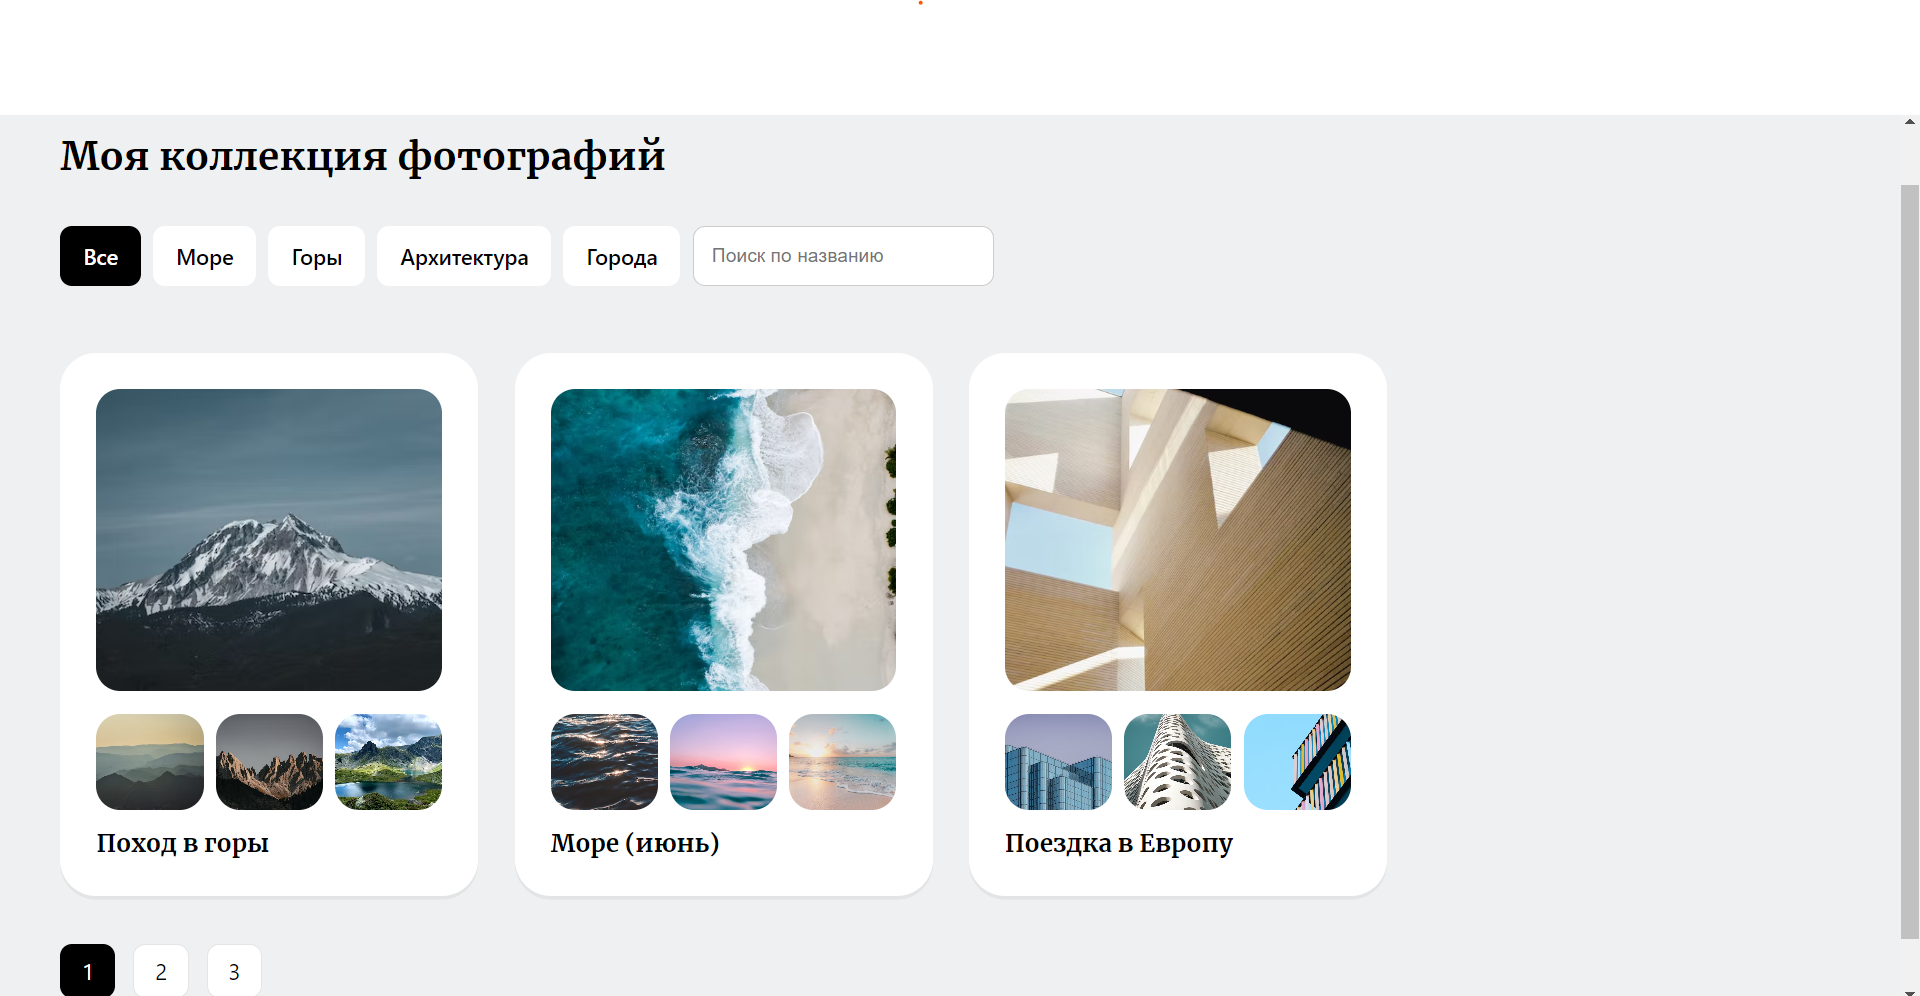 Моя коллекция фотографий
Все Море Горы Архитектура Города Поиск по названию
Поход в горы Море (июнь) Поездка в Европу
1 2 3